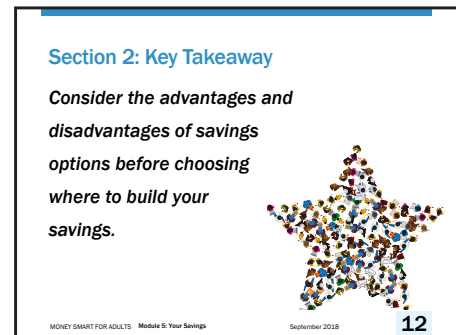 Section 2: Key Takeaway
Consider the advantages and
disadvantages of savings
options before choosing
where to build your
savings.
MONEY SMART FOR ADULTS Module 5: Your Savings September 2018 12